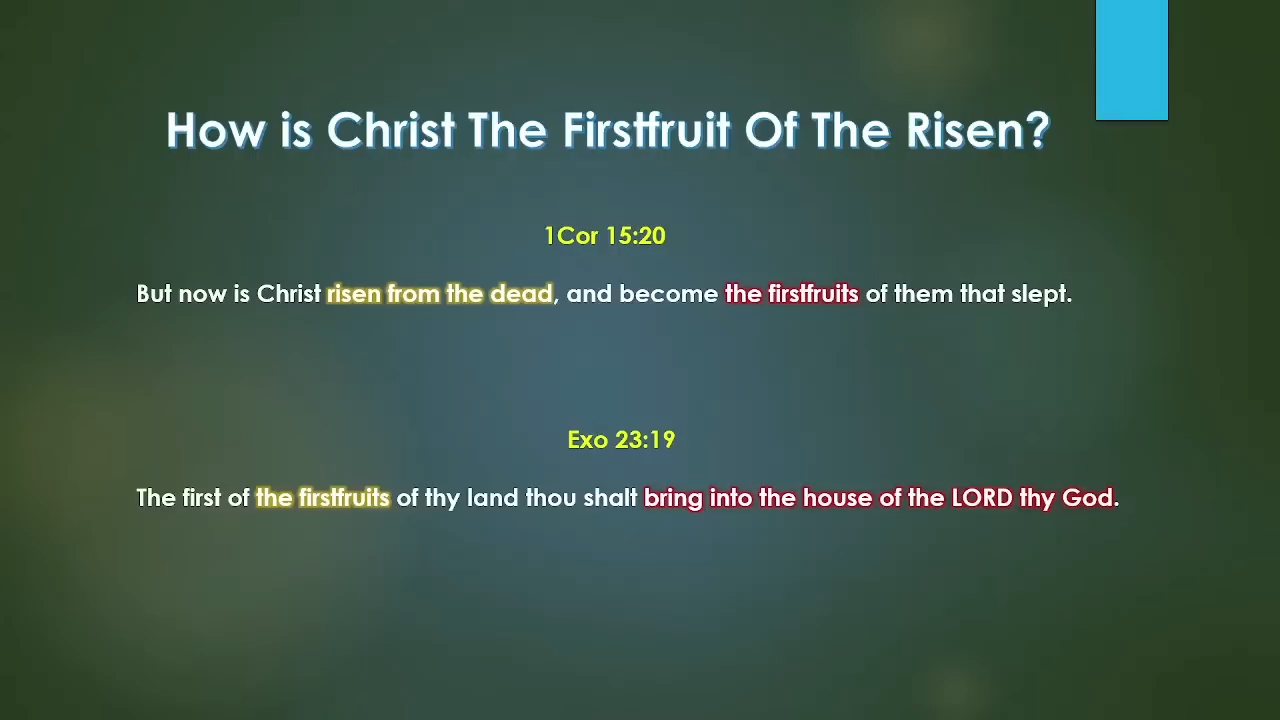 How is Christ The Firstfruit Of The Risen?
1Cor 15:20
But now is Christ risen from the dead, and become the firstfruits of them that slept.
Exo 23:19
The first of the firstfruits of thy land thou shalt bring into the house of the LORD thy God.